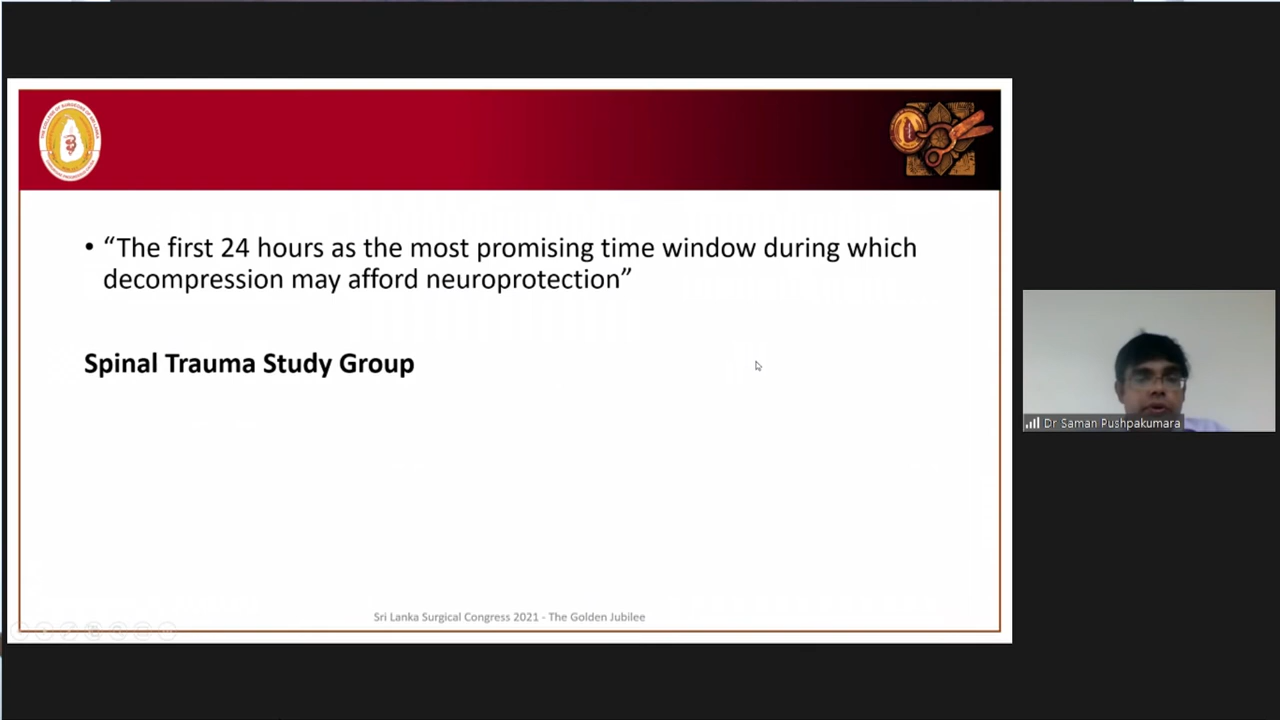 • “The first 24 hours as the most promising time window during which
decompression may afford neuroprotection”
Spinal Trauma Study Group
Dr Saman Pushpakumara
Sri Lanka Surgical Congress 2021 - The Golden Jubilee